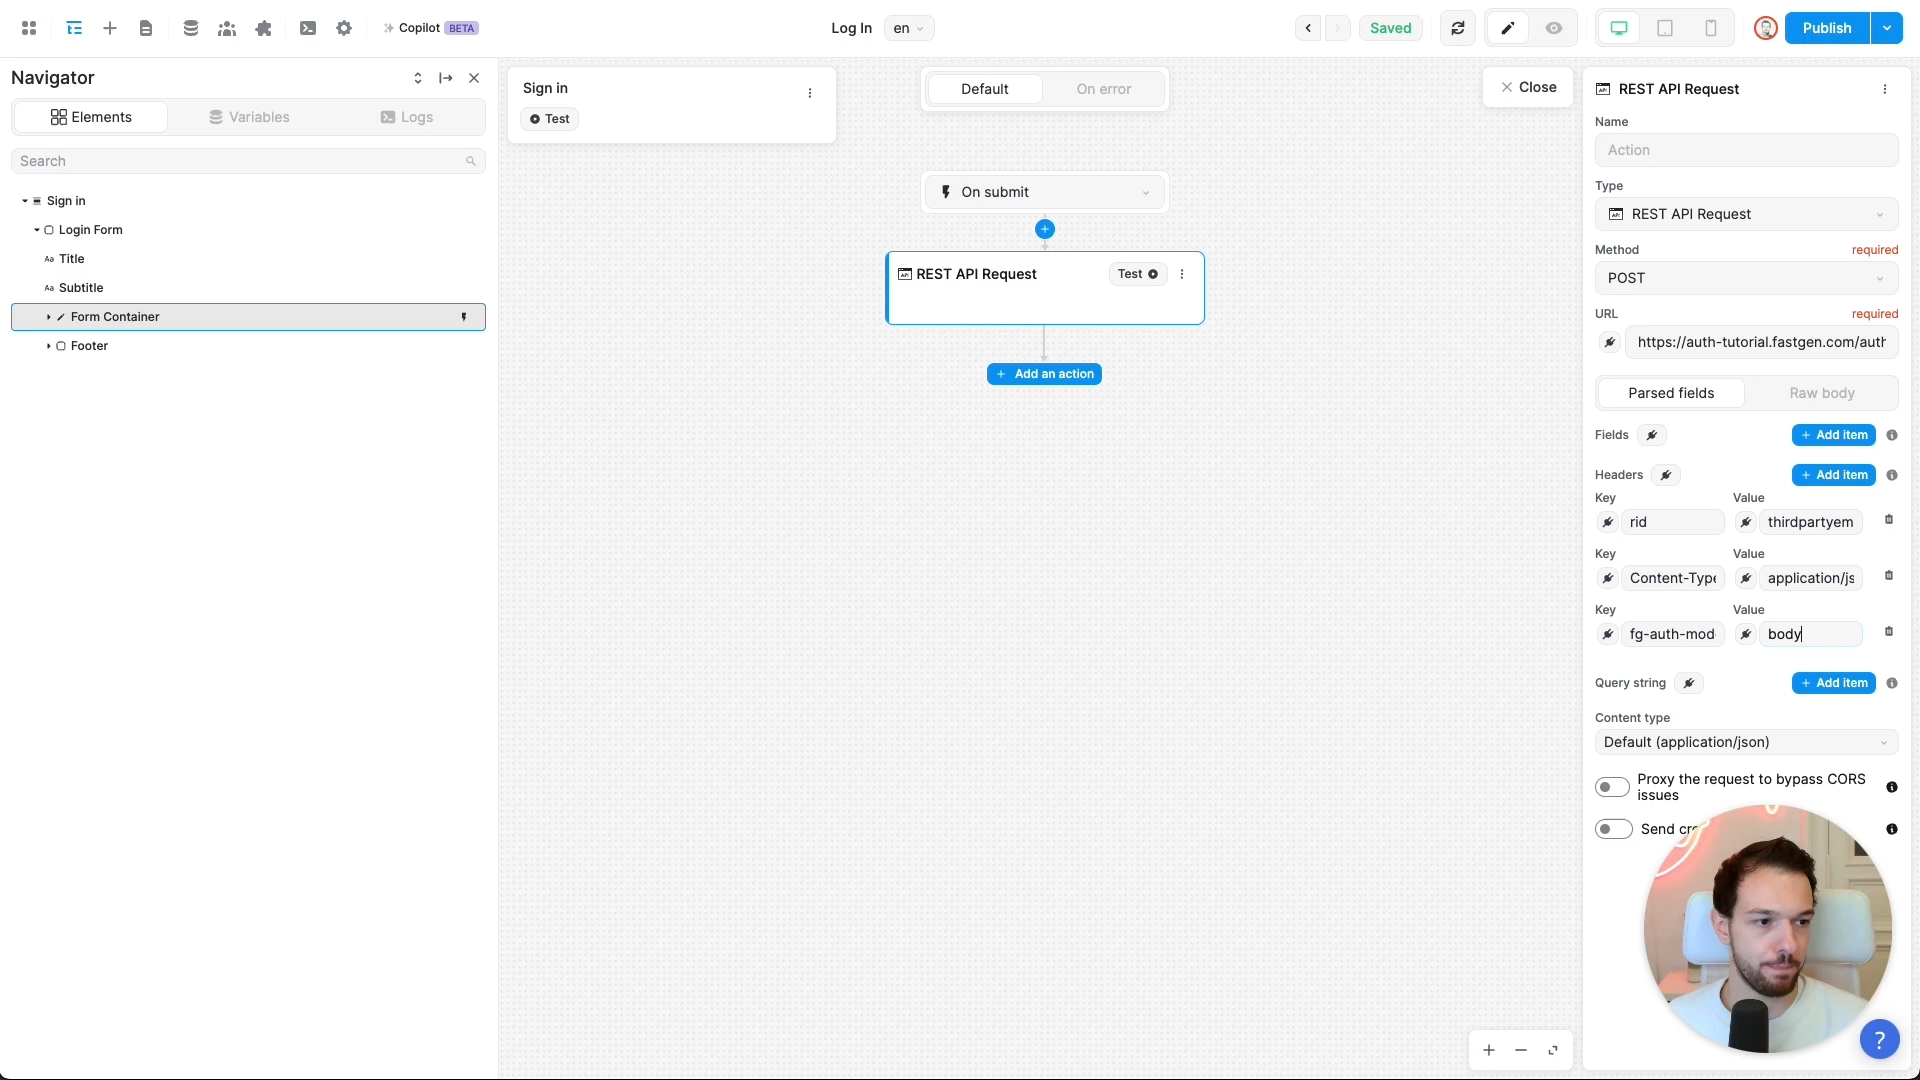 Copilot BETA
Log In en
Saved
Publish
Navigator
Elements Variables Logs
Search
Sign in
Login Form
Aa Title
Aa Subtitle
Form Container
Footer
Sign in
Test
Default On error
Close
On submit
REST API Request Test
Add an action
REST API Request
Name
Action
Type
REST API Request
Method required
POST
URL required
https://auth-tutorial.fastgen.com/auth
Parsed fields Raw body
Fields Add item
Headers Add item
Key Value
rid thirdpartyem
Key Value
Content-Type application/js
Key Value
fg-auth-mod body
Query string Add item
Content type
Default (application/json)
Proxy the request to bypass CORS
issues
Send cre
?